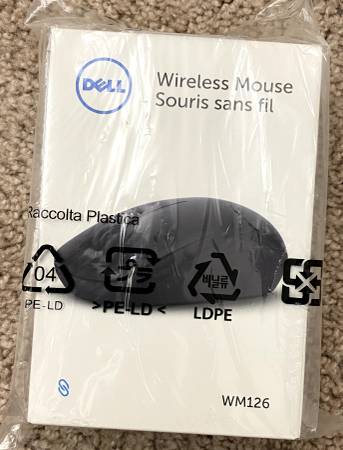 DELL
Wireless Mouse
Souris sans fil
Raccolta Plastica
04
PE-LD
>PE-LD<
비닐류
LDPE
WM126